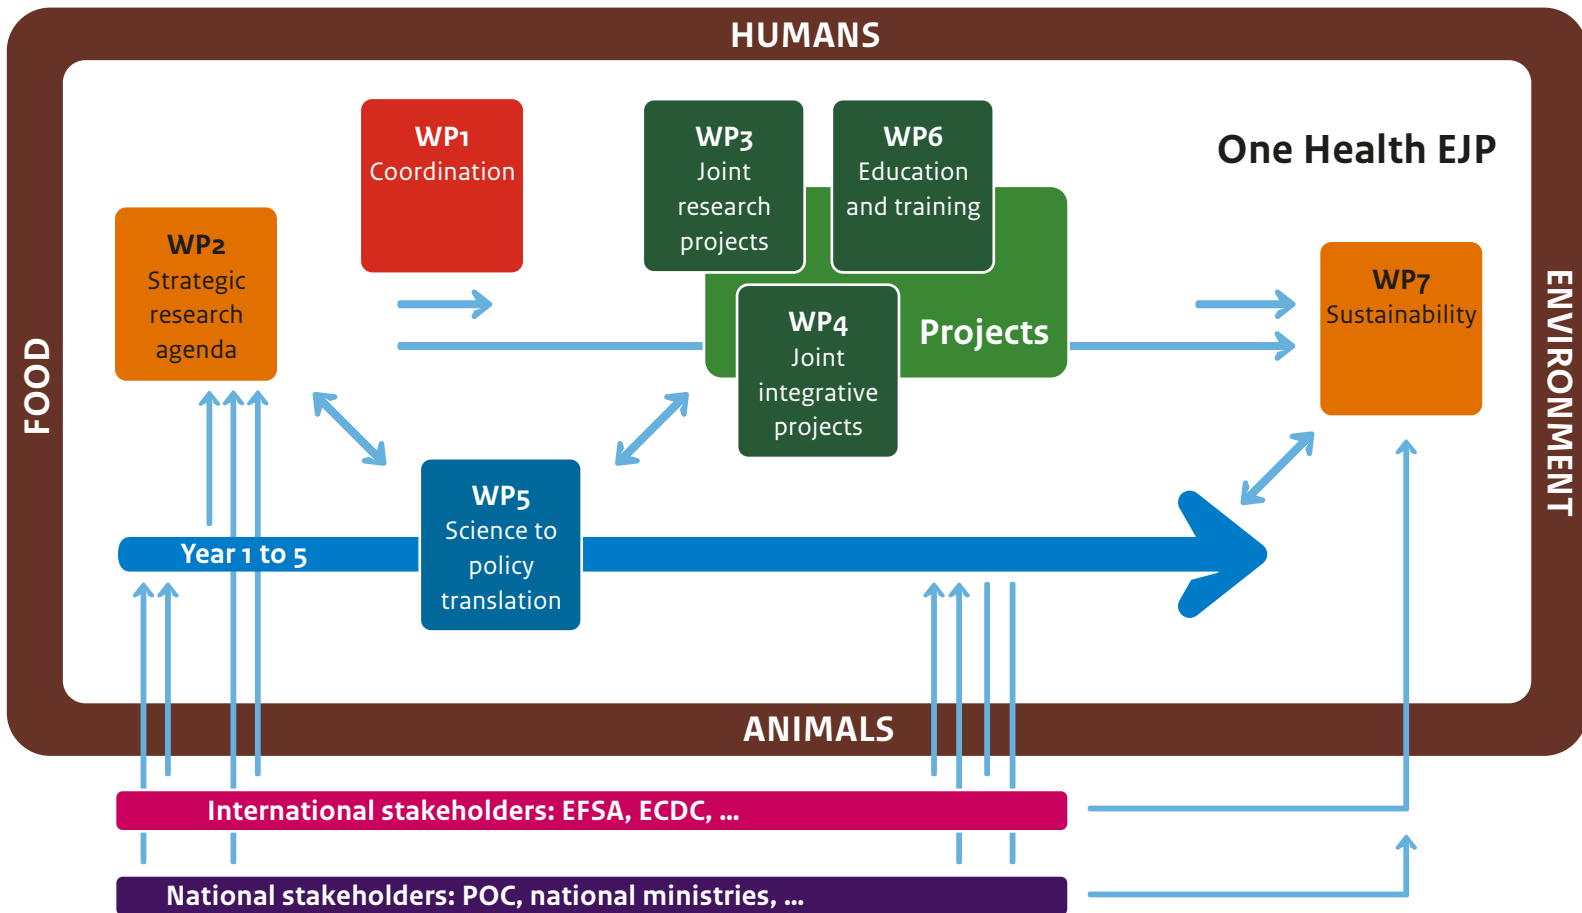 HUMANS
WP1
Coordination
WP3
Joint
research
projects
WP6
Education
and training
One Health EJP
WP2
Strategic
research
agenda
WP7
Sustainability
WP4
Joint
integrative
projects
Projects
FOOD
ENVIRONMENT
WP5
Science to
policy
translation
Year 1 to 5
ANIMALS
International stakeholders: EFSA, ECDC, ...
National stakeholders: POC, national ministries, ...